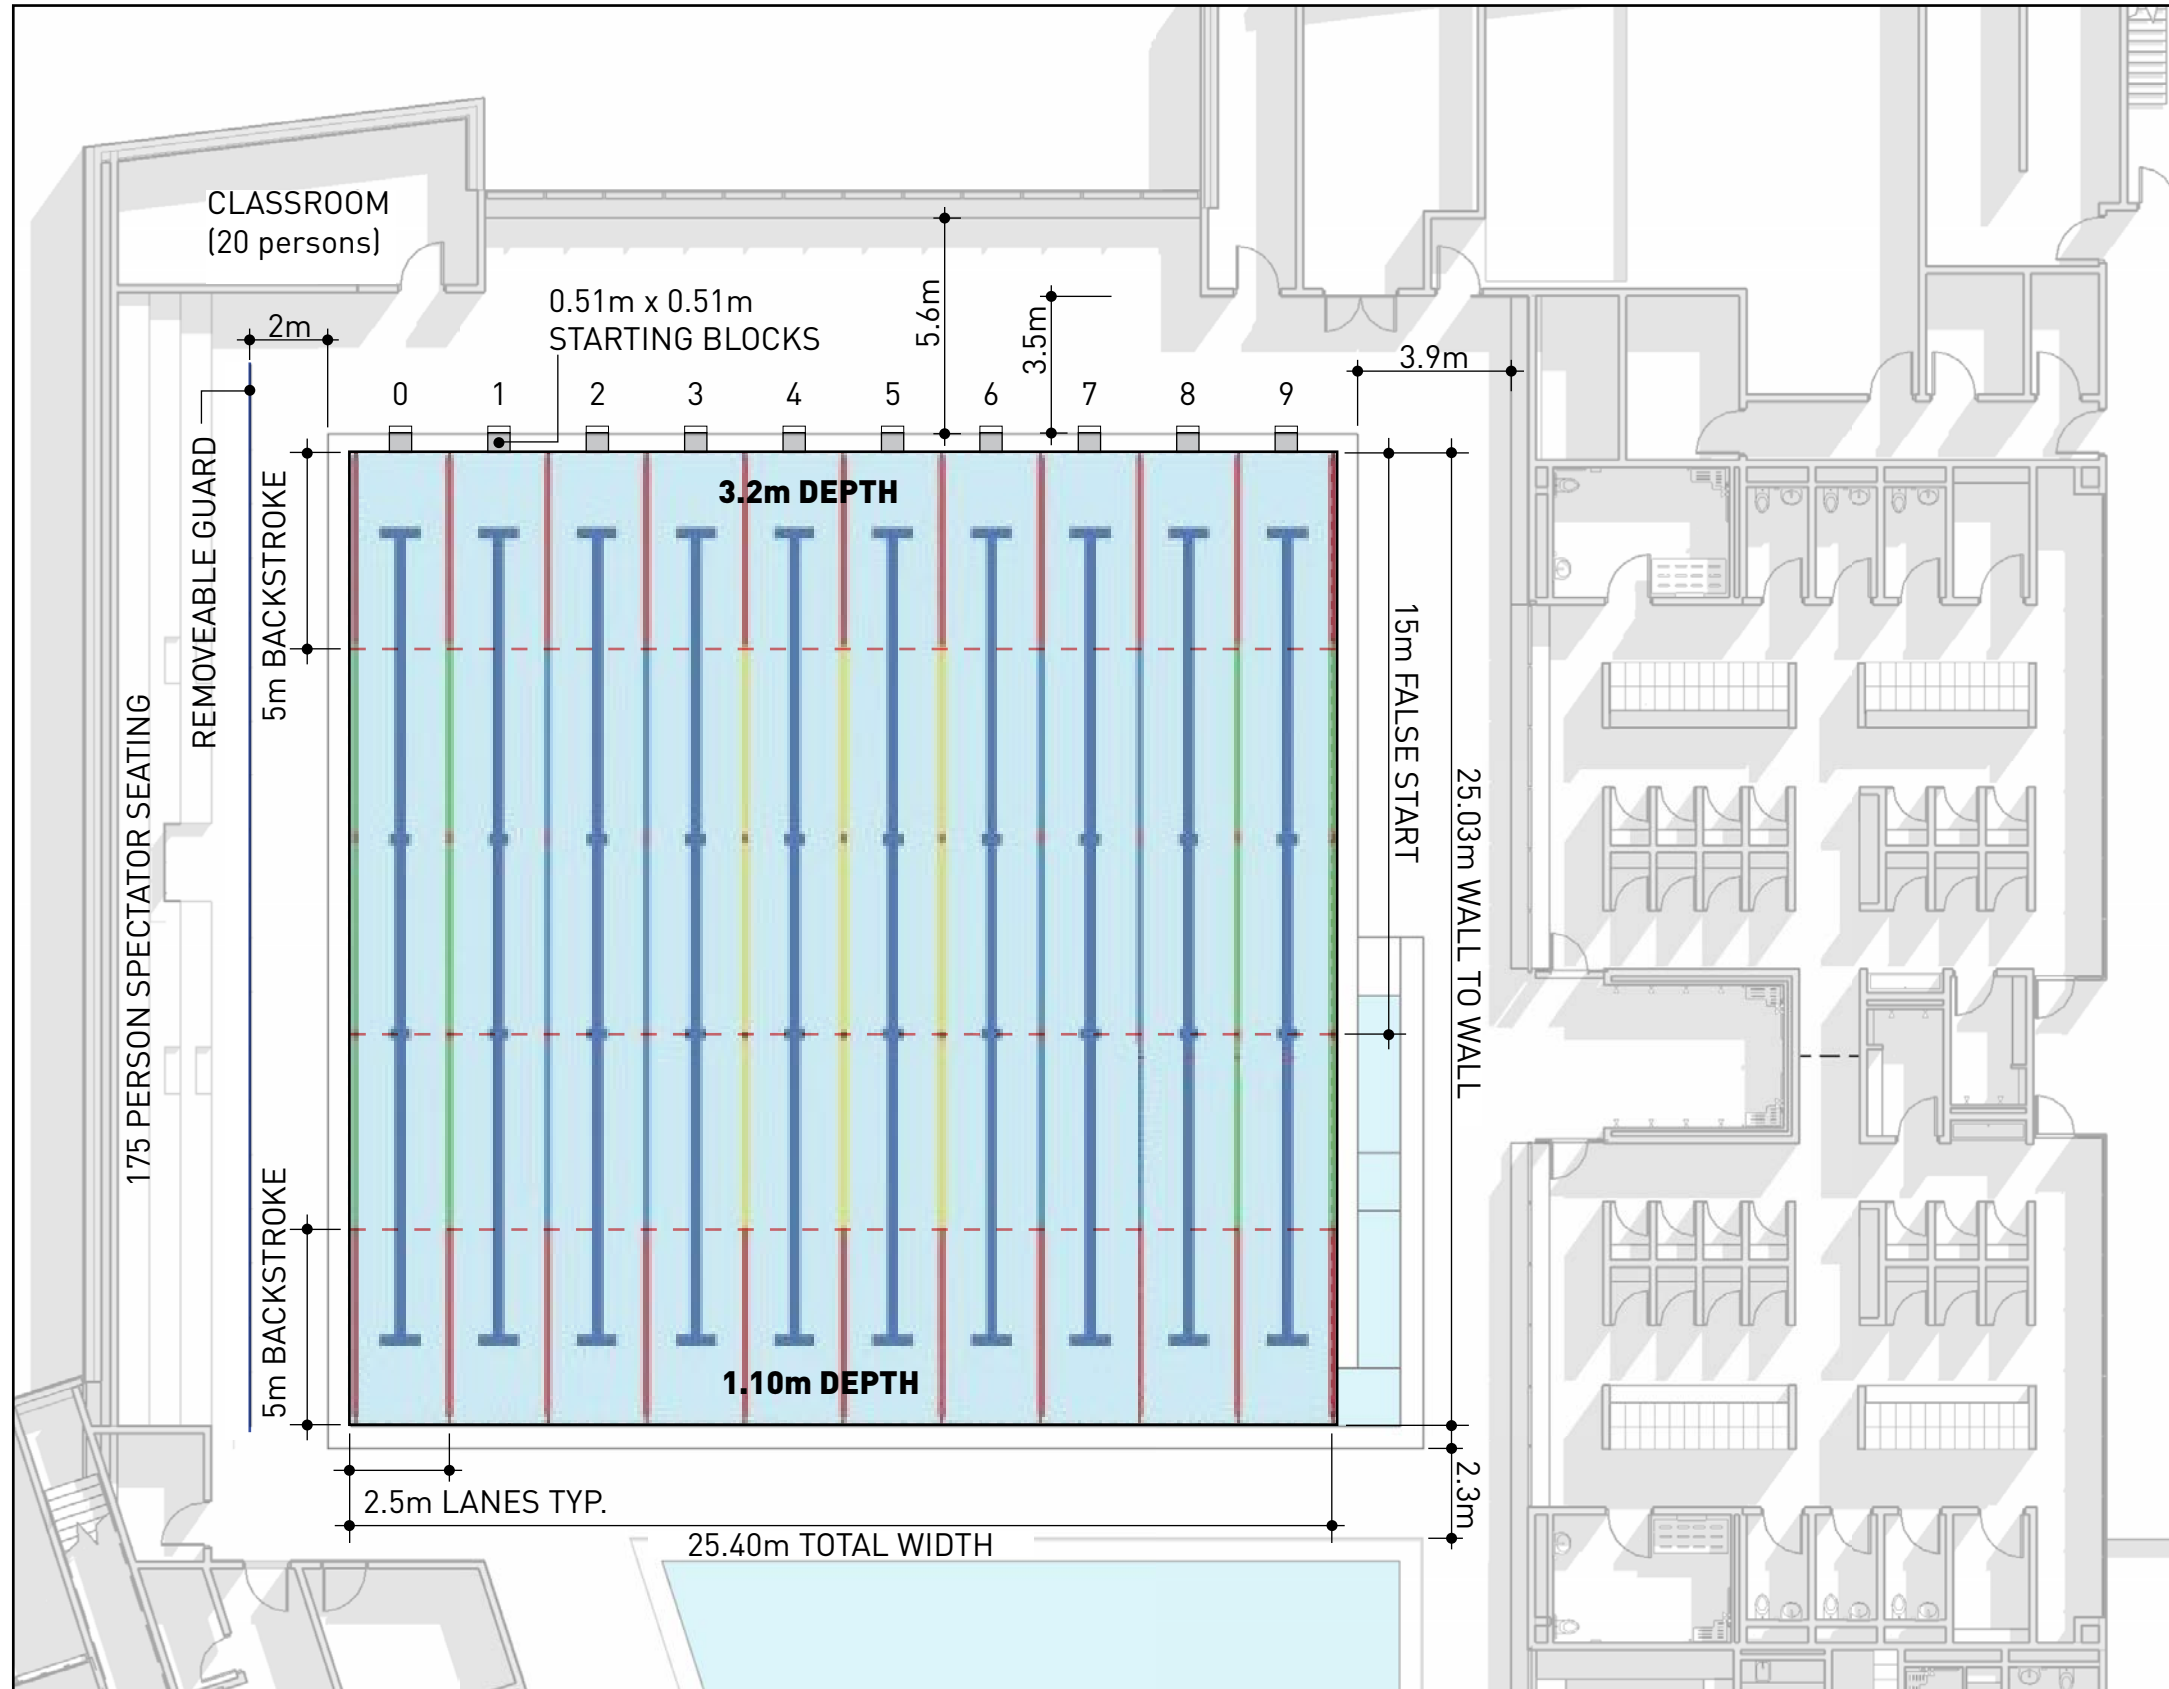 CLASSROOM
(20 persons)
0.51m x 0.51m
STARTING BLOCKS
5.6m
3.5m
2m
3.9m
0 1 2 3 4 5 6 7 8 9
REMOVEABLE GUARD
5m BACKSTROKE
3.2m DEPTH
15m FALSE START
25.03m WALL TO WALL
175 PERSON SPECTATOR SEATING
5m BACKSTROKE
1.10m DEPTH
2.5m LANES TYP.
2.3m
25.40m TOTAL WIDTH